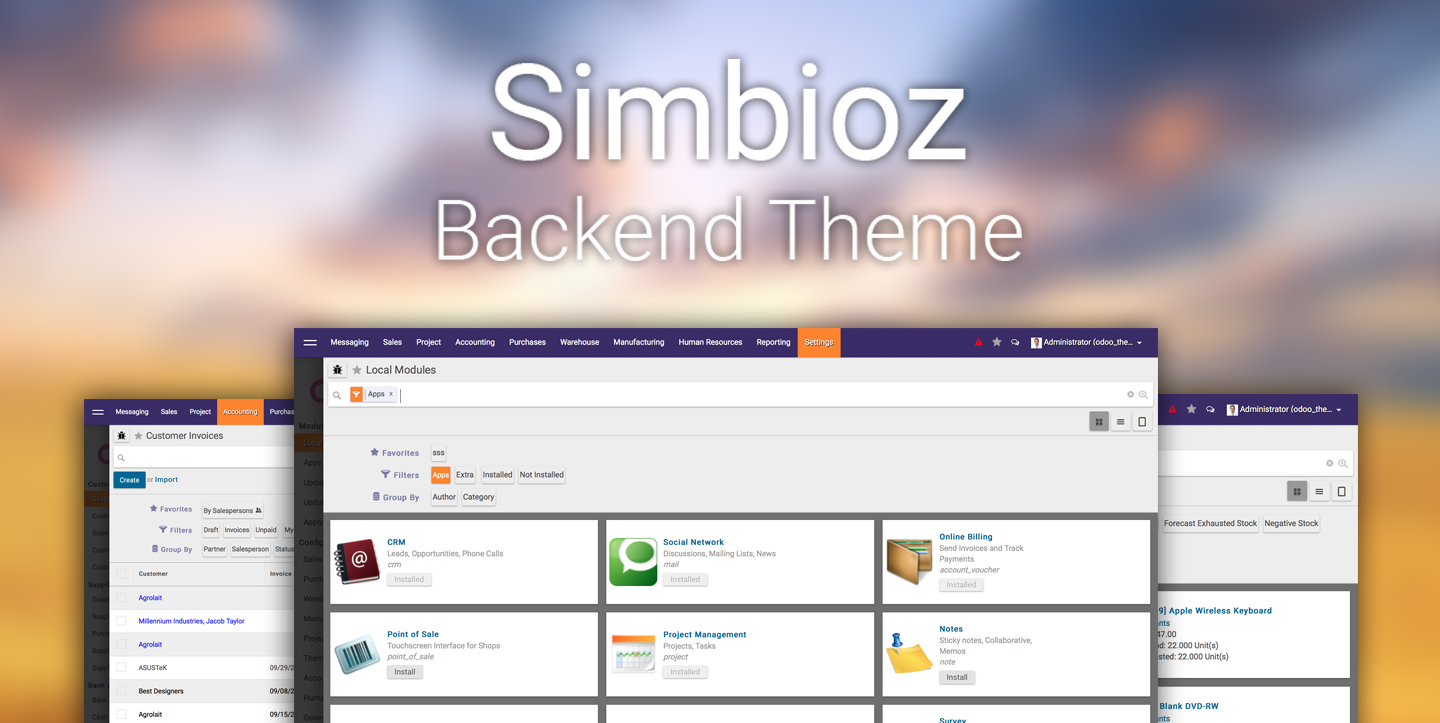 Simbioz
Backend Theme
Messaging Sales Project Accounting Purchases Warehouse Manufacturing Human Resources Reporting Settings Administrator (odoo_the...
Local Modules
Apps x
Favorites sss
Filters Apps Extra Installed Not Installed
Group By Author Category
CRM
Leads, Opportunities, Phone Calls
crm
Installed
Social Network
Discussions, Mailing Lists, News
mail
Installed
Online Billing
Send Invoices and Track
Payments
account_voucher
Installed
Point of Sale
Touchscreen Interface for Shops
point_of_sale
Install
Project Management
Projects, Tasks
project
Installed
Notes
Sticky notes, Collaborative,
Memos
note
Install
Survey
Messaging Sales Project Accounting Purchas
Customer Invoices
Create or Import
Favorites By Salespersons
Filters Draft Invoices Unpaid My
Group By Partner Salesperson Status
Customer Invoice
Agrolait
Millennium Industries, Jacob Taylor
Agrolait
ASUSTeK 09/29/2
Best Designers 09/08/2
Agrolait 09/15/2
Administrator (odoo_the...
Forecast Exhausted Stock Negative Stock
9] Apple Wireless Keyboard
nts
47.00
ed: 22.000 Unit(s)
sted: 22.000 Unit(s)
Blank DVD-RW
nts